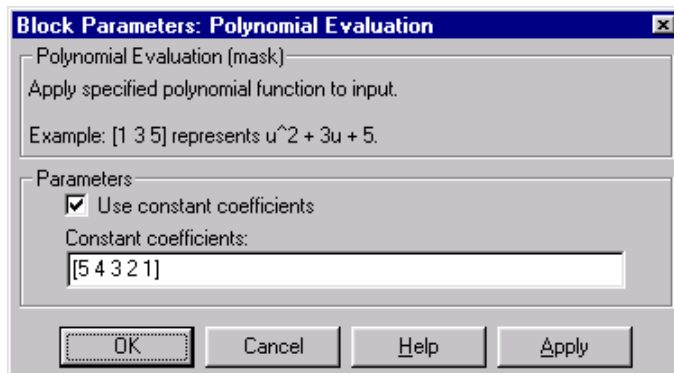 Block Parameters: Polynomial Evaluation
Polynomial Evaluation (mask)
Apply specified polynomial function to input.
Example: [1 3 5] represents u^2 + 3u + 5.
Parameters
Use constant coefficients
Constant coefficients:
[5 4 3 2 1]
OK Cancel Help Apply